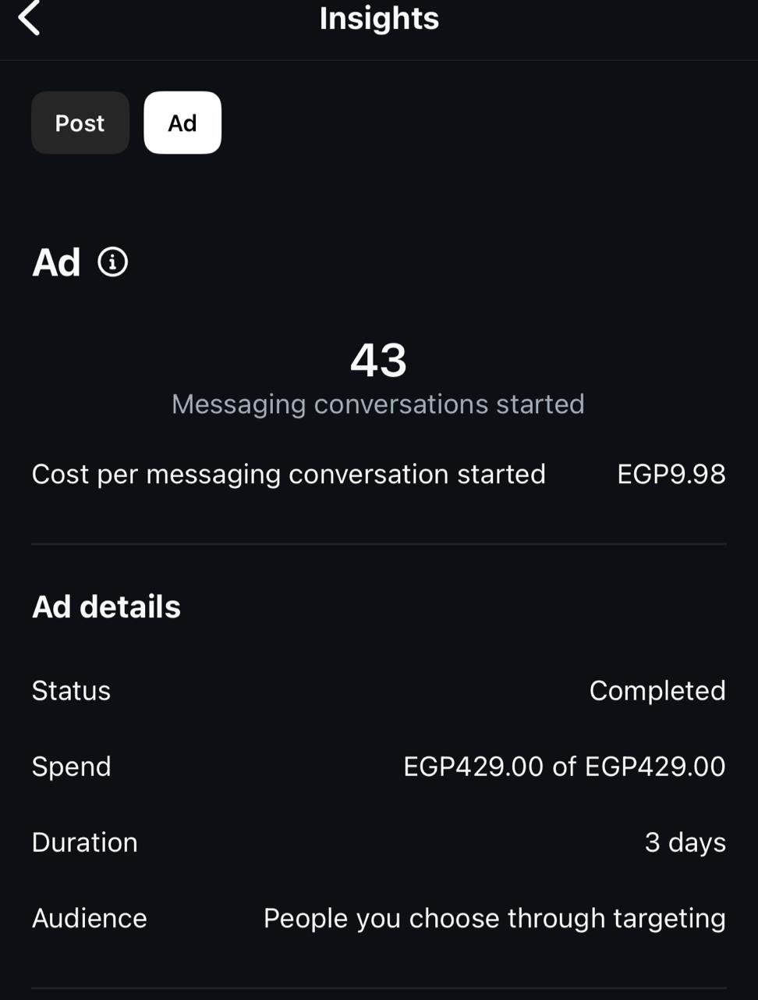 Insights
Post Ad
Ad
43
Messaging conversations started
Cost per messaging conversation started EGP9.98
Ad details
Status Completed
Spend EGP429.00 of EGP429.00
Duration 3 days
Audience People you choose through targeting